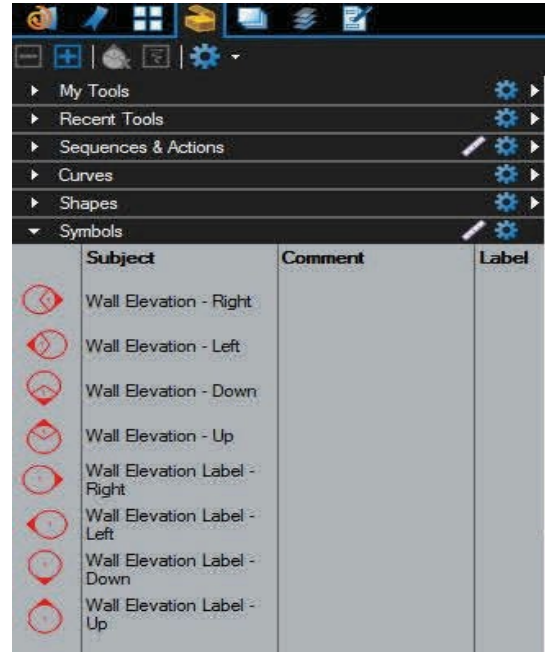 My Tools
Recent Tools
Sequences & Actions
Curves
Shapes
Symbols
Subject Comment Label
Wall Elevation - Right
Wall Elevation - Left
Wall Elevation - Down
Wall Elevation - Up
Wall Elevation Label -
Right
Wall Elevation Label -
Left
Wall Elevation Label -
Down
Wall Elevation Label -
Up